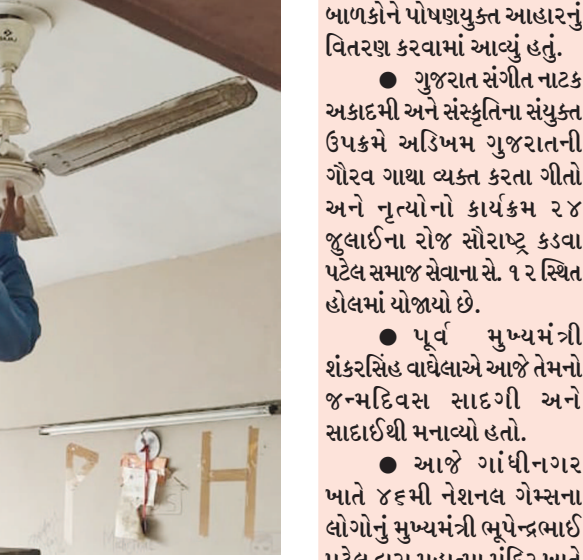 બાળકોને પોષણયુક્ત આહારનું
વિતરણ કરવામાં આવ્યું હતું.
● ગુજરાત સંગીત નાટક
અકાદમી અને સંસ્કૃતિના સંયુક્ત
ઉપક્રમે અડિખમ ગુજરાતની
ગૌરવ ગાથા વ્યક્ત કરતા ગીતો
અને નૃત્યોનો કાર્યક્રમ ૨૪
જુલાઈના રોજ સૌરાષ્ટ્ર કડવા
પટેલ સમાજ સેવાના સે. ૧૨ સ્થિત
હોલમાં યોજાયો છે.
● પૂર્વ મુખ્યમંત્રી
શંકરસિંહ વાઘેલાએ આજે તેમનો
જન્મદિવસ સાદગી અને
સાદાઈથી મનાવ્યો હતો.
● આજે ગાંધીનગર
ખાતે ૪૬મી નેશનલ ગેમ્સના
લોગોનું મુખ્યમંત્રી ભૂપેન્દ્રભાઈ
પટેલ દ્વારા મહાત્મા મંદિર ખાતે
P H